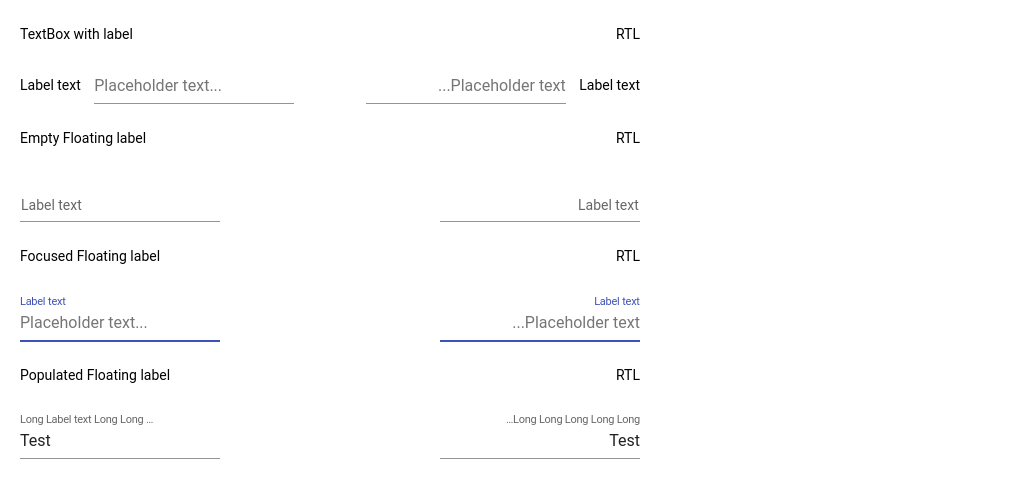 TextBox with label RTL
Label text Placeholder text... ...Placeholder text Label text
Empty Floating label RTL
Label text Label text
Focused Floating label RTL
Label text Label text
Placeholder text... ...Placeholder text
Populated Floating label RTL
Long Label text Long Long ... ...Long Long Long Long Long
Test Test